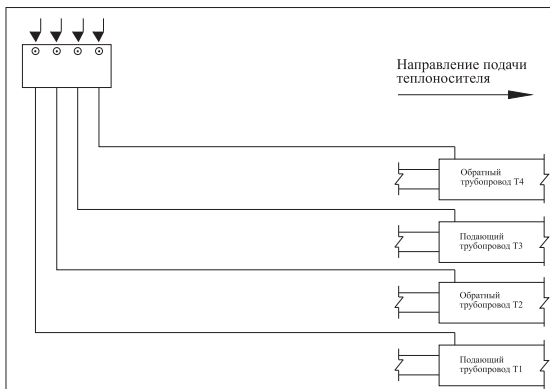 Направление подачи
теплоносителя
Обратный
трубопровод Т4
Подающий
трубопровод Т3
Обратный
трубопровод Т2
Подающий
трубопровод Т1